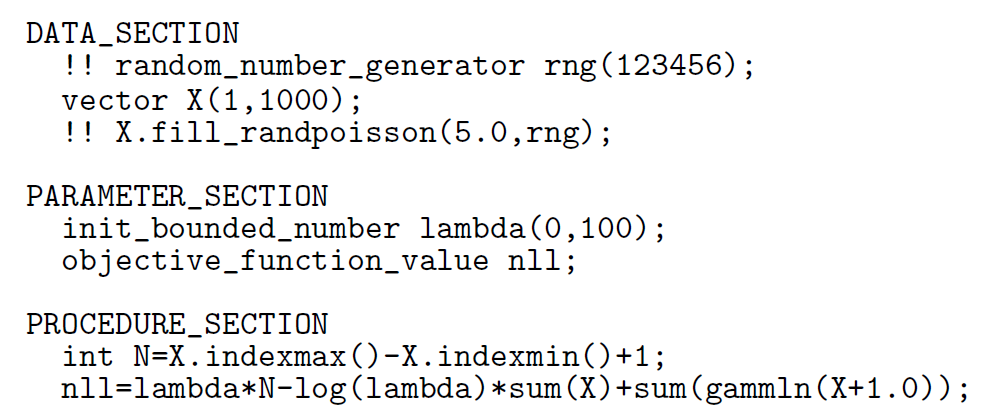 DATA_SECTION
!! random_number_generator rng(123456);
vector X(1,1000);
!! X.fill_randpoisson(5.0,rng);
PARAMETER_SECTION
init_bounded_number lambda(0,100);
objective_function_value nll;
PROCEDURE_SECTION
int N=X.indexmax()-X.indexmin()+1;
nll=lambda*N-log(lambda)*sum(X)+sum(gammln(X+1.0));